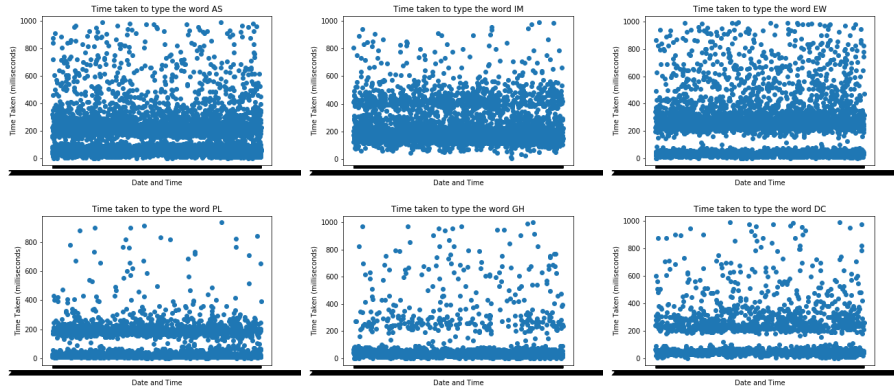 Time taken to type the word AS
Time Taken (milliseconds)
1000
800
600
400
200
0
Date and Time
Time taken to type the word IM
Time Taken (milliseconds)
1000
800
600
400
200
0
Date and Time
Time taken to type the word EW
Time Taken (milliseconds)
1000
800
600
400
200
0
Date and Time
Time taken to type the word PL
Time Taken (milliseconds)
800
600
400
200
0
Date and Time
Time taken to type the word GH
Time Taken (milliseconds)
1000
800
600
400
200
0
Date and Time
Time taken to type the word DC
Time Taken (milliseconds)
1000
800
600
400
200
0
Date and Time